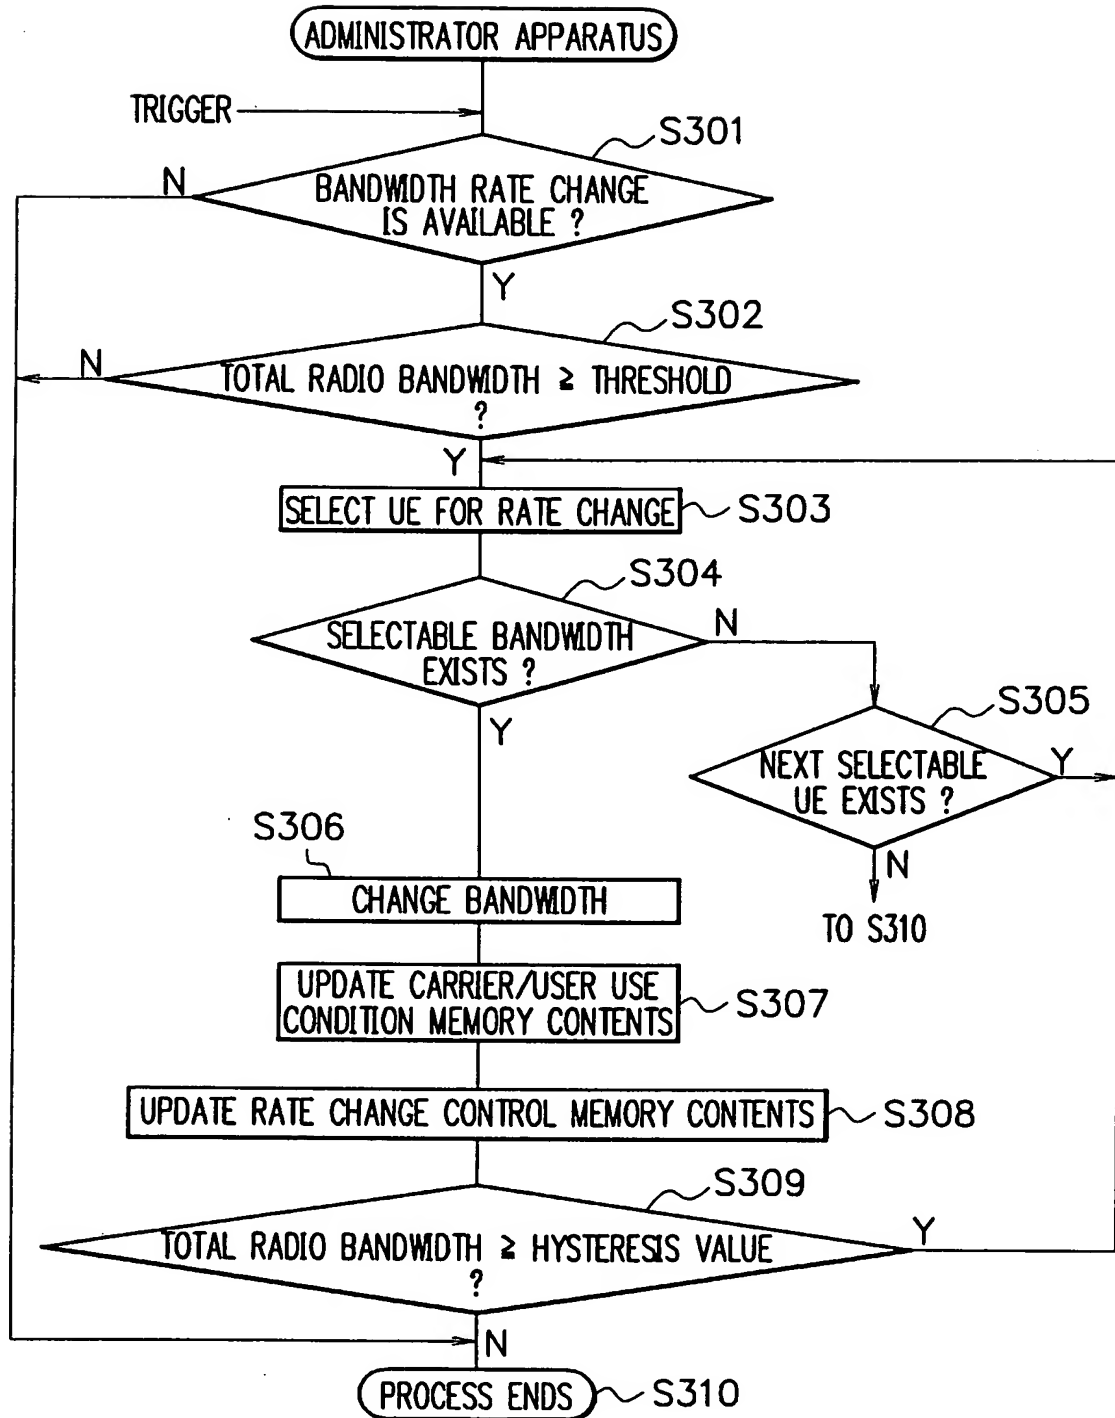 ADMINISTRATOR APPARATUS
TRIGGER
S301
N
BANDWIDTH RATE CHANGE
IS AVAILABLE ?
Y
S302
N
TOTAL RADIO BANDWIDTH ≥ THRESHOLD
?
Y
SELECT UE FOR RATE CHANGE
S303
S304
SELECTABLE BANDWIDTH
EXISTS ?
N
Y
S305
NEXT SELECTABLE
UE EXISTS ?
Y
N
TO S310
S306
CHANGE BANDWIDTH
UPDATE CARRIER/USER USE
CONDITION MEMORY CONTENTS
S307
UPDATE RATE CHANGE CONTROL MEMORY CONTENTS
S308
S309
TOTAL RADIO BANDWIDTH ≥ HYSTERESIS VALUE
?
Y
N
PROCESS ENDS
S310